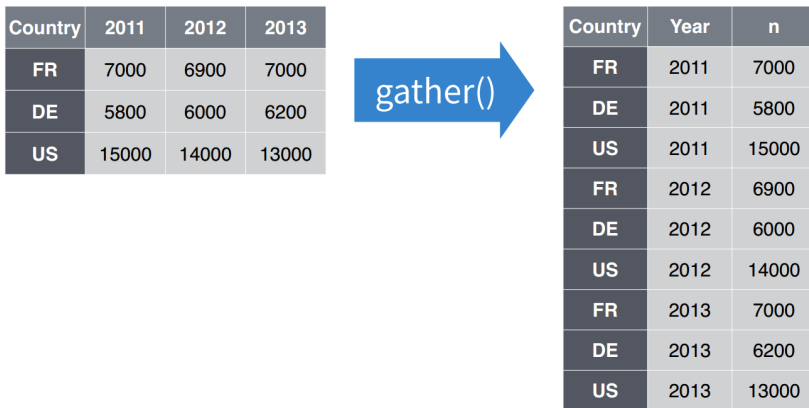 Country 2011 2012 2013
FR 7000 6900 7000
DE 5800 6000 6200
US 15000 14000 13000
gather()
Country Year n
FR 2011 7000
DE 2011 5800
US 2011 15000
FR 2012 6900
DE 2012 6000
US 2012 14000
FR 2013 7000
DE 2013 6200
US 2013 13000